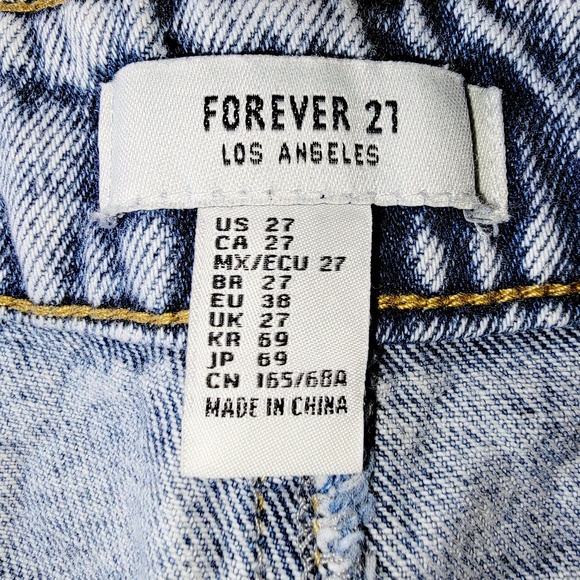 FOREVER 21
LOS ANGELES
US 27
CA 27
MX/ECU 27
BR 27
EU 38
UK 27
KR 69
JP 69
CN 165/68A
MADE IN CHINA